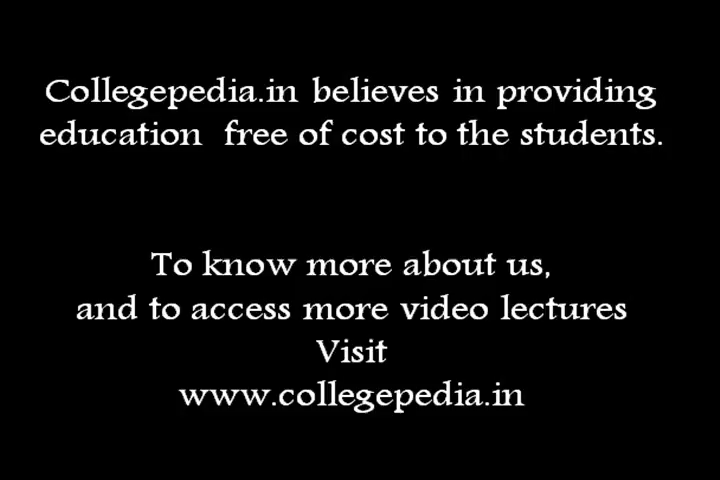 Collegepedia.in believes in providing
education  free of cost to the students.
To know more about us,
and to access more video lectures
Visit
www.collegepedia.in